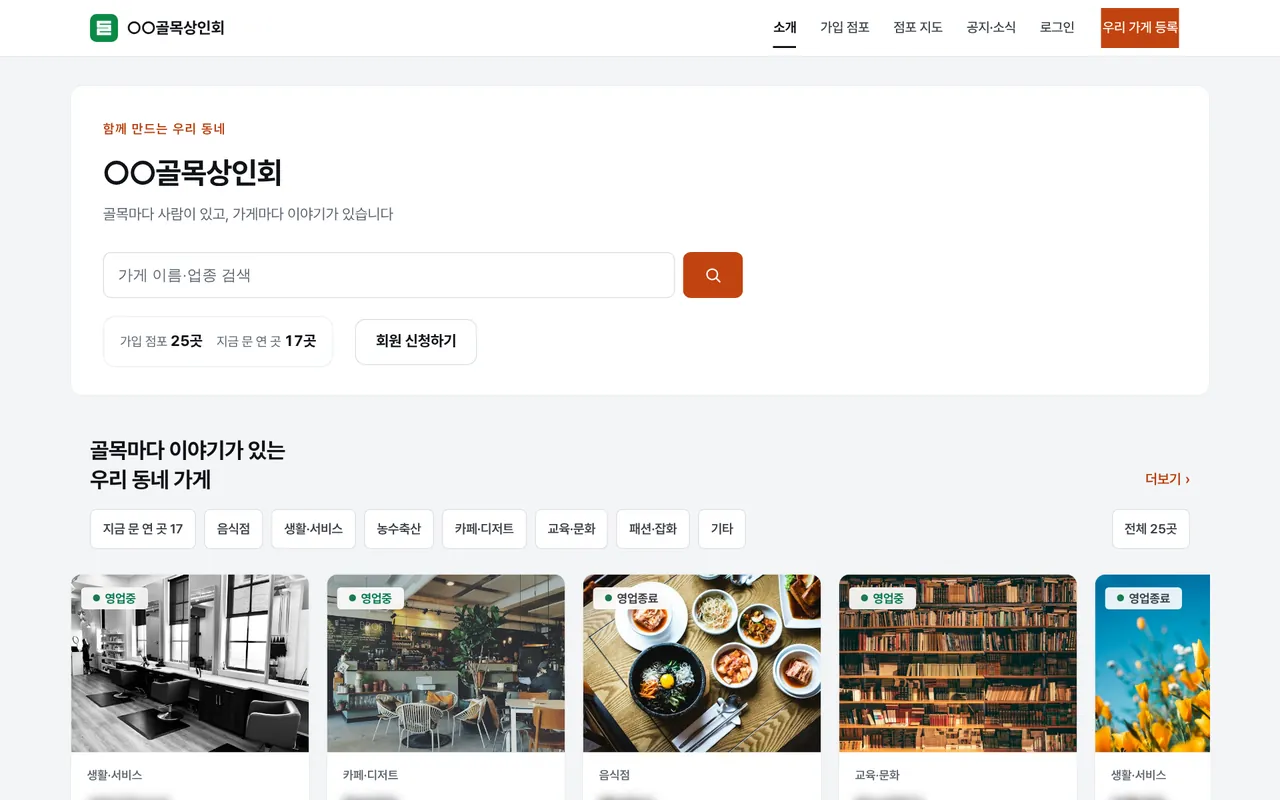 〇〇골목상인회
소개 가입 점포 점포 지도 공지·소식 로그인 우리 가게 등록
함께 만드는 우리 동네
〇〇골목상인회
골목마다 사람이 있고, 가게마다 이야기가 있습니다
가게 이름·업종 검색
가입 점포 25곳 지금 문 연 곳 17곳 회원 신청하기
골목마다 이야기가 있는
우리 동네 가게
더보기 ›
지금 문 연 곳 17 음식점 생활·서비스 농수축산 카페·디저트 교육·문화 패션·잡화 기타 전체 25곳
영업중 영업중 영업종료 영업중 영업종료
생활·서비스 카페·디저트 음식점 교육·문화 생활·서비스